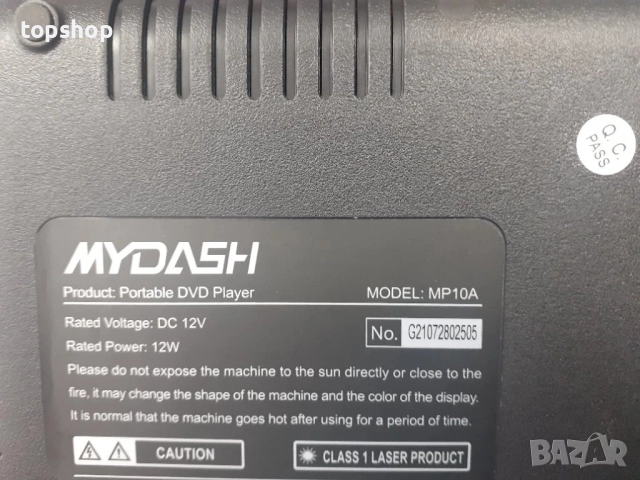 topshop
Q.C.
PASS
MYDASH
Product: Portable DVD Player
MODEL: MP10A
Rated Voltage: DC 12V
Rated Power: 12W
No. G21072802505
Please do not expose the machine to the sun directly or close to the
fire, it may change the shape of the machine and the color of the display.
It is normal that the machine goes hot after using for a period of time.
CAUTION
CLASS 1 LASER PRODUCT
BAZAR